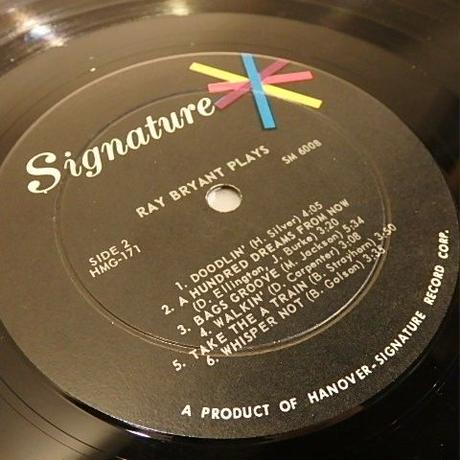 Signature
RAY BRYANT PLAYS
SM 6008
SIDE 2
HMG-171
1. DOODLIN' (H. Silver) 4:05
2. A HUNDRED DREAMS FROM NOW
(D. Ellington, J. Burke) 3:20
3. BAGS GROOVE (M. Jackson) 5:34
4. WALKIN' (D. Carpenter) 3:08
5. TAKE THE A TRAIN (B. Strayhorn) 3:50
6. WHISPER NOT (B. Golson)
A PRODUCT OF HANOVER-SIGNATURE RECORD CORP.